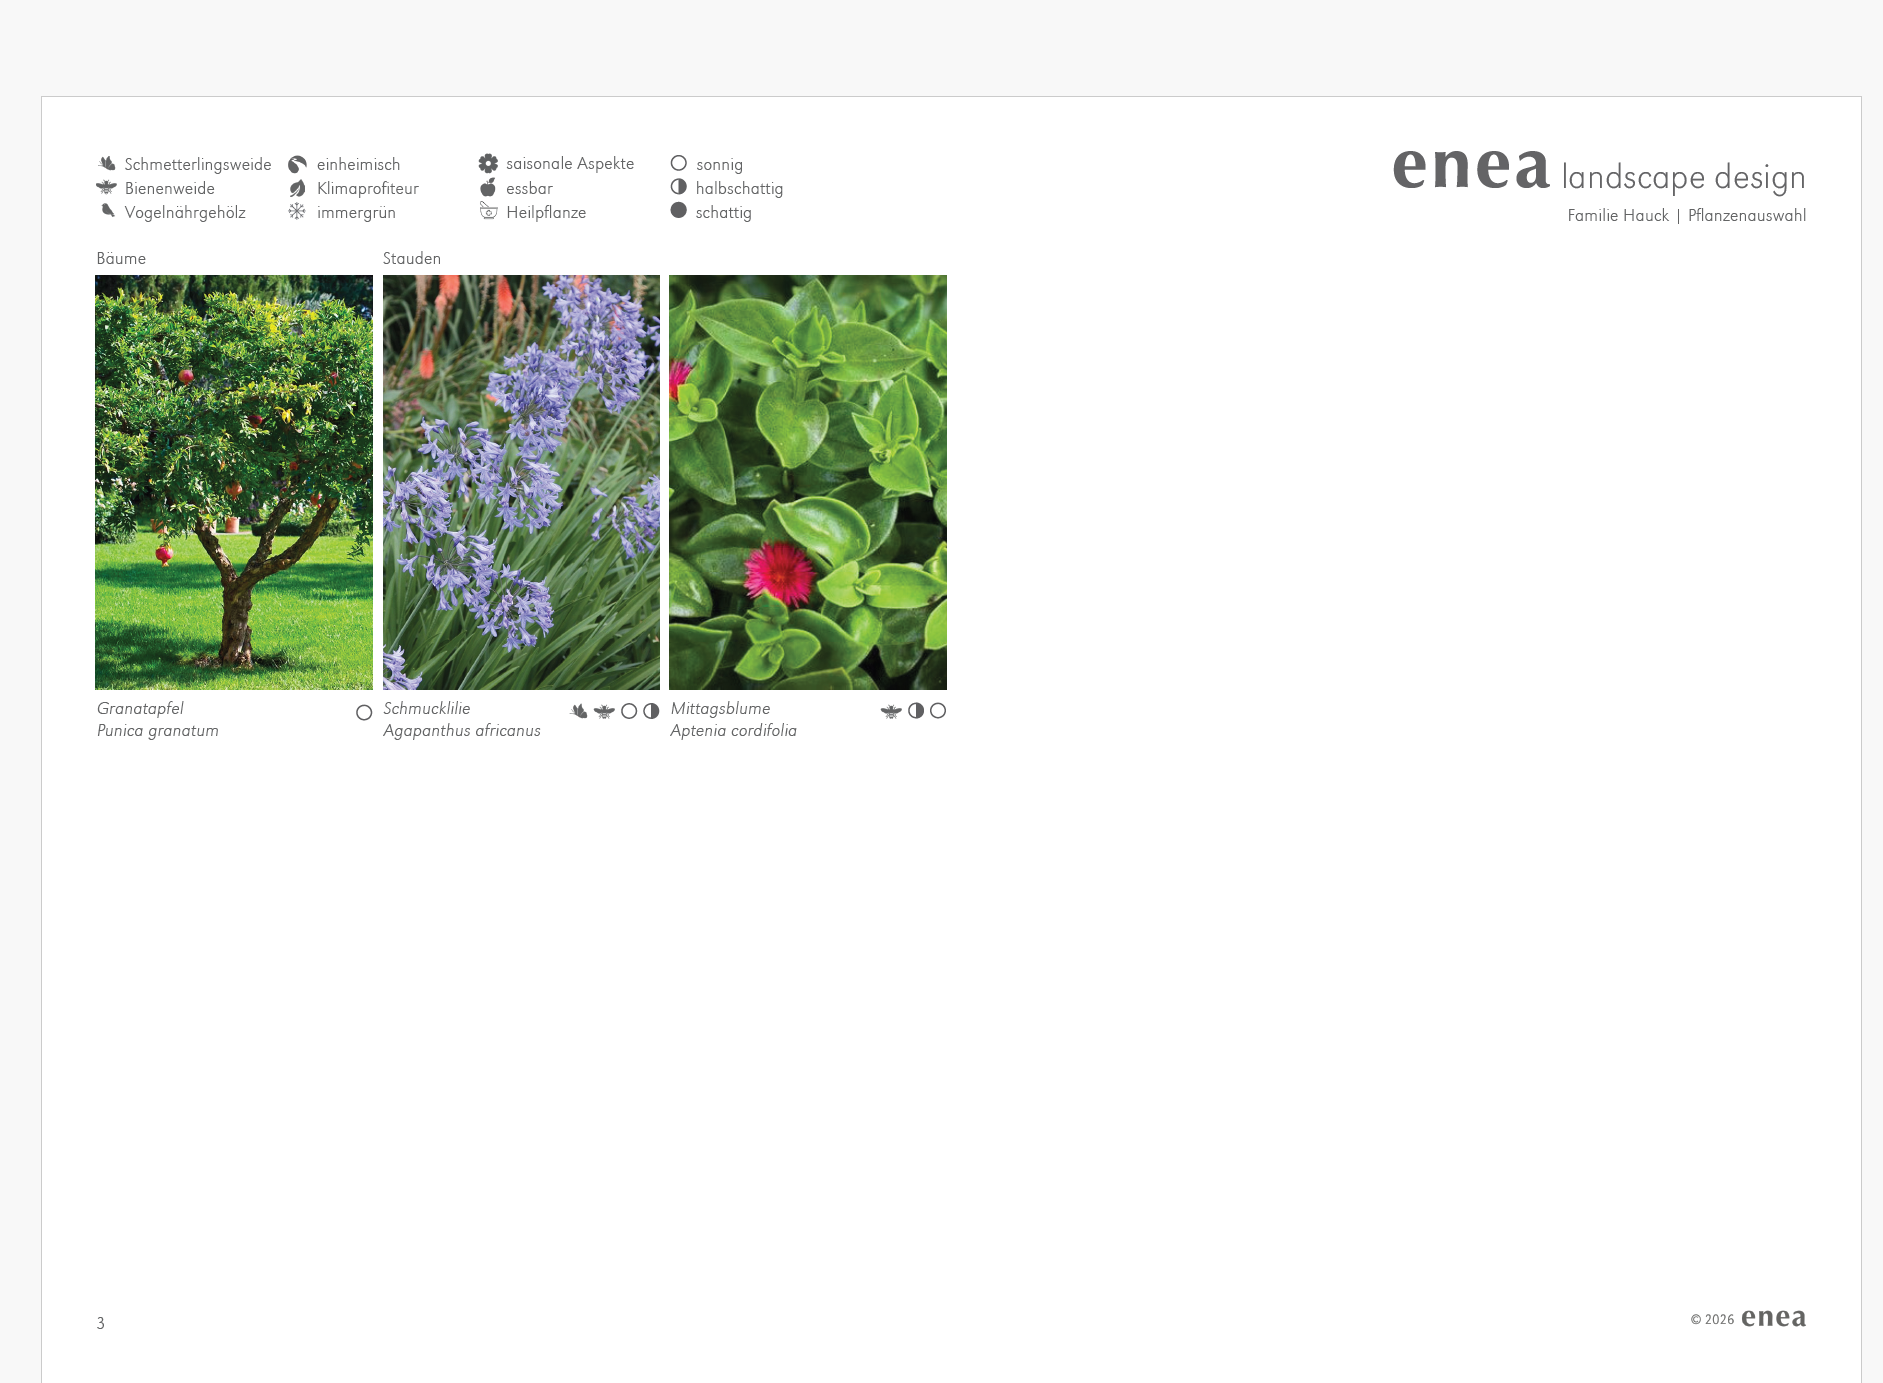 Schmetterlingsweide
Bienenweide
Vogelnährgehölz
einheimisch
Klimaprofiteur
immergrün
saisonale Aspekte
essbar
Heilpflanze
sonnig
halbschattig
schattig
enea landscape design
Familie Hauck | Pflanzenauswahl
Bäume
Stauden
Granatapfel
Punica granatum
Schmucklilie
Agapanthus africanus
Mittagsblume
Aptenia cordifolia
3
© 2026 enea